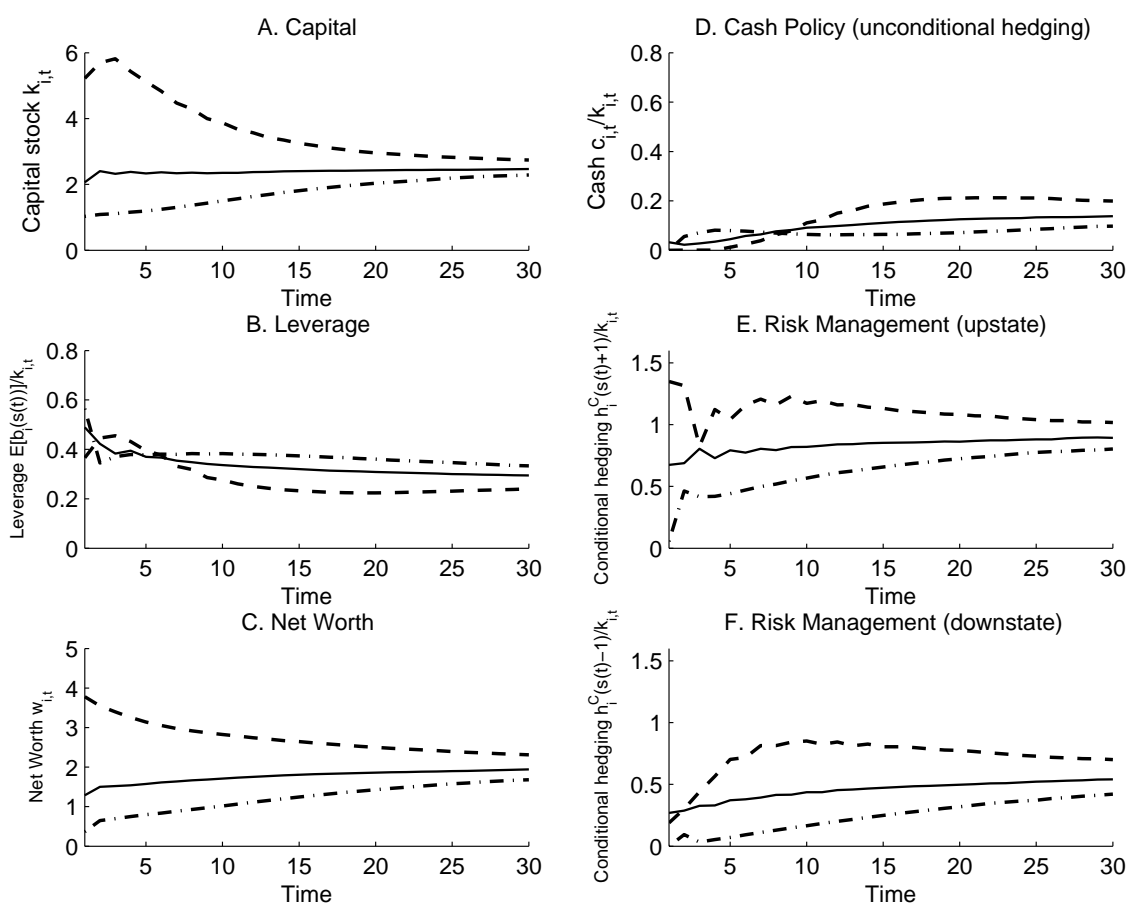 A. Capital
Capital stock k_{i,t}
6
4
2
0
5 10 15 20 25 30
Time
B. Leverage
Leverage E[b_i(s(t))]/k_{i,t}
0.8
0.6
0.4
0.2
0
5 10 15 20 25 30
Time
C. Net Worth
Net Worth w_{i,t}
5
4
3
2
1
0
5 10 15 20 25 30
Time
D. Cash Policy (unconditional hedging)
Cash c_{i,t}/k_{i,t}
0.8
0.6
0.4
0.2
0
5 10 15 20 25 30
Time
E. Risk Management (upstate)
Conditional hedging h_i^C(s(t)+1)/k_{i,t}
1.5
1
0.5
0
5 10 15 20 25 30
Time
F. Risk Management (downstate)
Conditional hedging h_i^C(s(t)−1)/k_{i,t}
1.5
1
0.5
0
5 10 15 20 25 30
Time